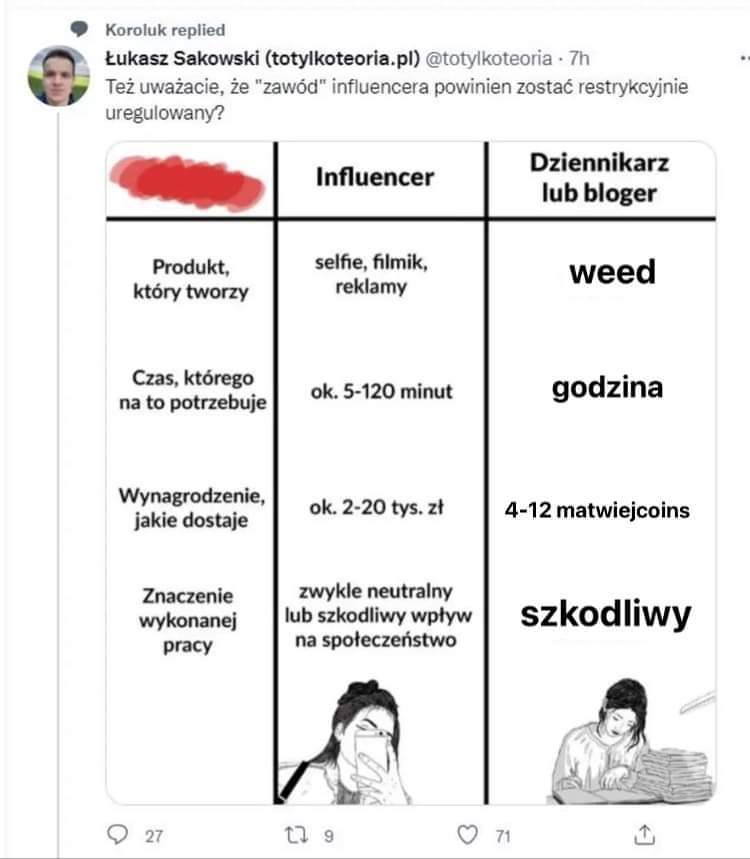 Koroluk replied
Łukasz Sakowski (totylkoteoria.pl) @totylkoteoria · 7h
Też uważacie, że "zawód" influencera powinien zostać restrykcyjnie
uregulowany?
Influencer
Dziennikarz
lub bloger
Produkt,
który tworzy
selfie, filmik,
reklamy
weed
Czas, którego
na to potrzebuje
ok. 5-120 minut
godzina
Wynagrodzenie,
jakie dostaje
ok. 2-20 tys. zł
4-12 matwiejcoins
Znaczenie
wykonanej
pracy
zwykle neutralny
lub szkodliwy wpływ
na społeczeństwo
szkodliwy
27
9
71